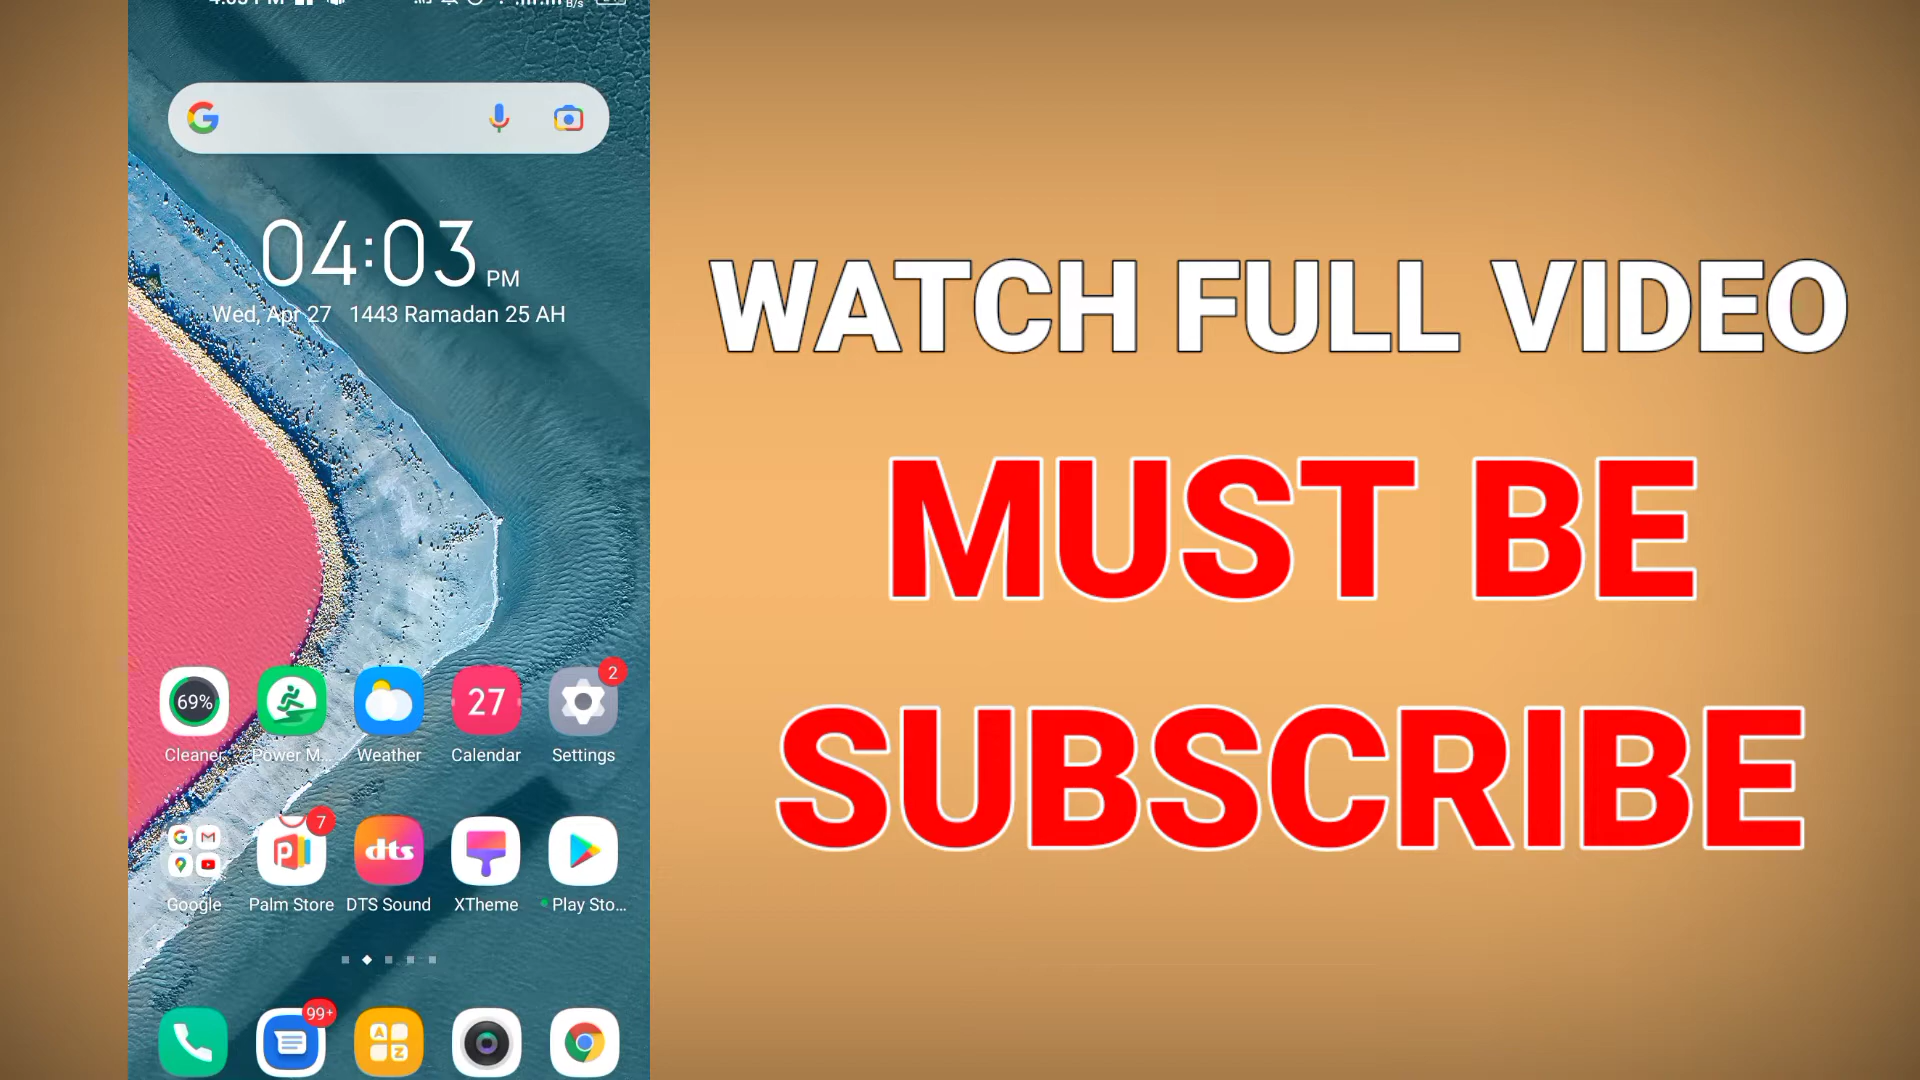 04:03 PM
Wed, Apr 27 1443 Ramadan 25 AH
69%
27
2
Cleaner
Power M...
Weather
Calendar
Settings
7
dts
Google
Palm Store
DTS Sound
XTheme
Play Sto...
99+
A
Z
WATCH FULL VIDEO
MUST BE
SUBSCRIBE